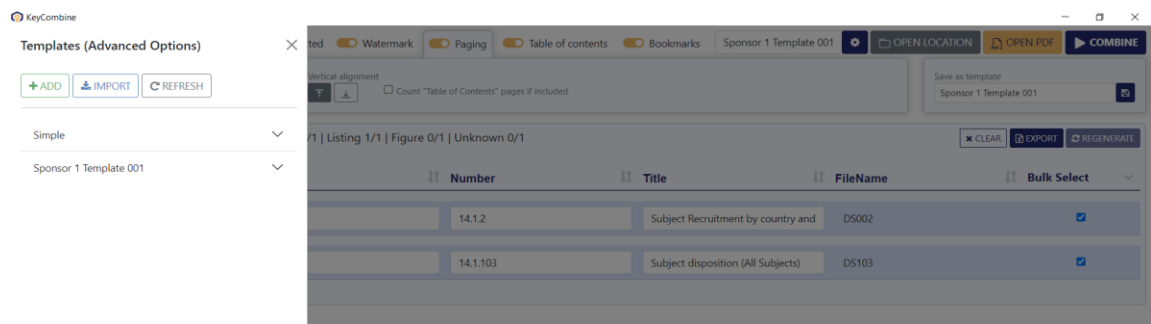 KeyCombine
Templates (Advanced Options)
ted Watermark Paging Table of contents Bookmarks Sponsor 1 Template 001 OPEN LOCATION OPEN PDF COMBINE
ADD IMPORT REFRESH
Vertical alignment
Count "Table of Contents" pages if included
Save as template
Sponsor 1 Template 001
Simple
/1 | Listing 1/1 | Figure 0/1 | Unknown 0/1
CLEAR EXPORT REGENERATE
Sponsor 1 Template 001
Number Title FileName Bulk Select
14.1.2 Subject Recruitment by country and DS002
14.1.103 Subject disposition (All Subjects) DS103